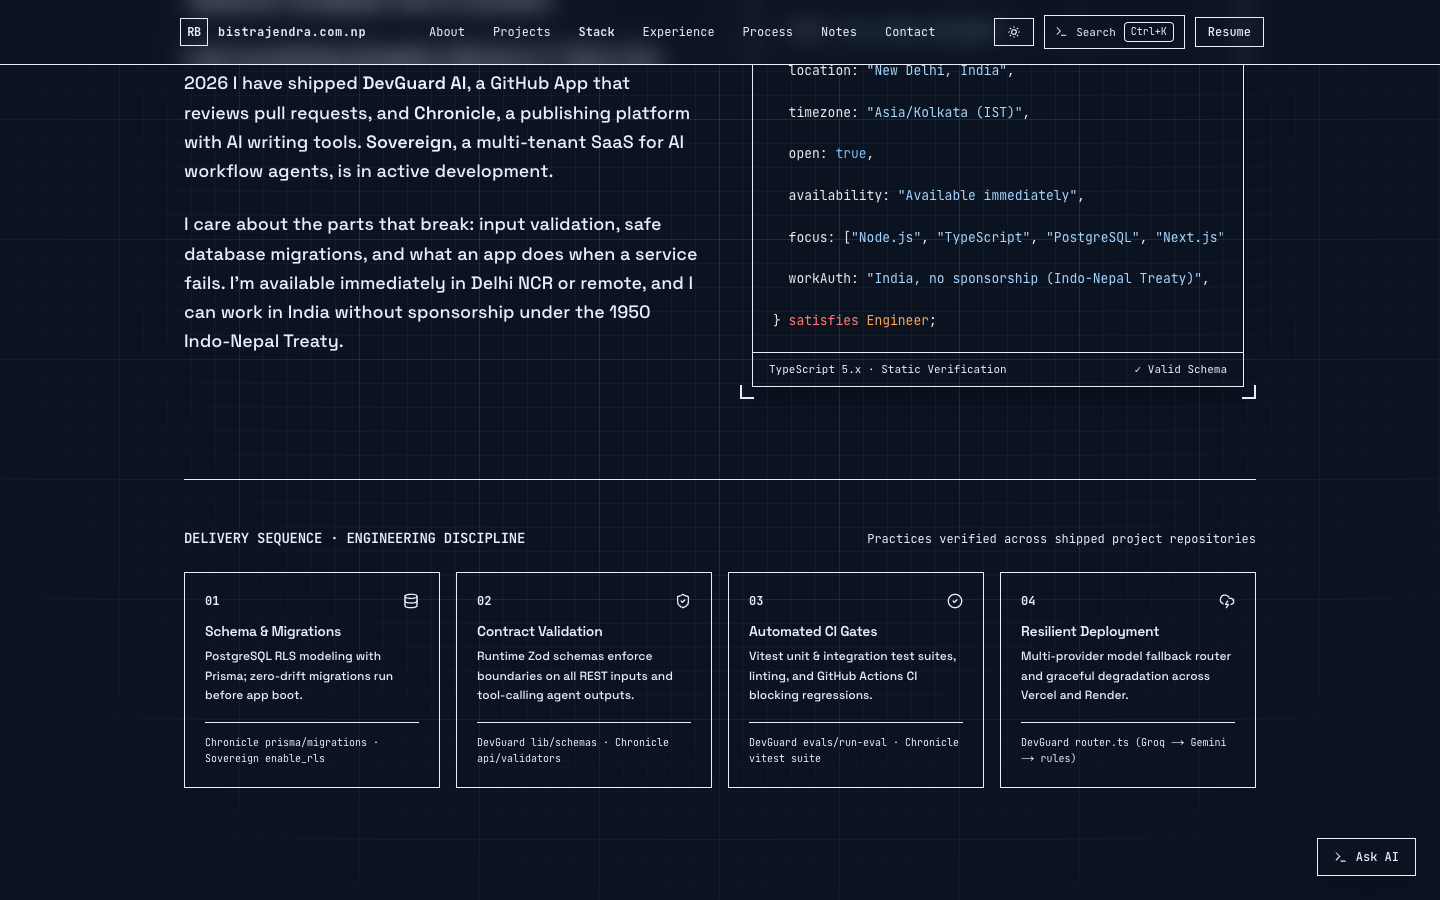 RB bistrajendra.com.np About Projects Stack Experience Process Notes Contact Search Ctrl+K Resume
2026 I have shipped DevGuard AI, a GitHub App that
reviews pull requests, and Chronicle, a publishing platform
with AI writing tools. Sovereign, a multi-tenant SaaS for AI
workflow agents, is in active development.
I care about the parts that break: input validation, safe
database migrations, and what an app does when a service
fails. I'm available immediately in Delhi NCR or remote, and I
can work in India without sponsorship under the 1950
Indo-Nepal Treaty.
location: "New Delhi, India",
timezone: "Asia/Kolkata (IST)",
open: true,
availability: "Available immediately",
focus: ["Node.js", "TypeScript", "PostgreSQL", "Next.js"
workAuth: "India, no sponsorship (Indo-Nepal Treaty)",
} satisfies Engineer;
TypeScript 5.x · Static Verification
✓ Valid Schema
DELIVERY SEQUENCE · ENGINEERING DISCIPLINE
Practices verified across shipped project repositories
01
Schema & Migrations
PostgreSQL RLS modeling with
Prisma; zero-drift migrations run
before app boot.
Chronicle prisma/migrations ·
Sovereign enable_rls
02
Contract Validation
Runtime Zod schemas enforce
boundaries on all REST inputs and
tool-calling agent outputs.
DevGuard lib/schemas · Chronicle
api/validators
03
Automated CI Gates
Vitest unit & integration test suites,
linting, and GitHub Actions CI
blocking regressions.
DevGuard evals/run-eval · Chronicle
vitest suite
04
Resilient Deployment
Multi-provider model fallback router
and graceful degradation across
Vercel and Render.
DevGuard router.ts (Groq ⟶ Gemini
⟶ rules)
Ask AI